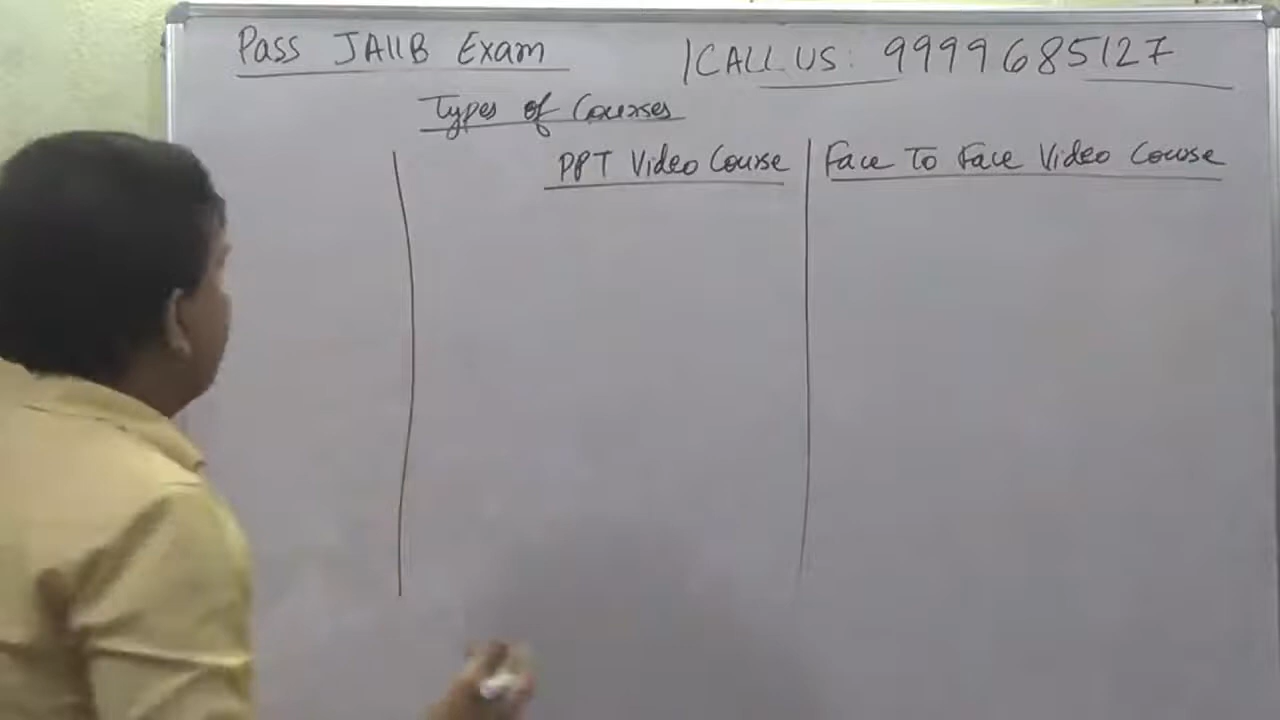 Pass JAIIB Exam
CALL US: 9999685127
Types of Courses
PPT Video Course
Face To Face Video Course